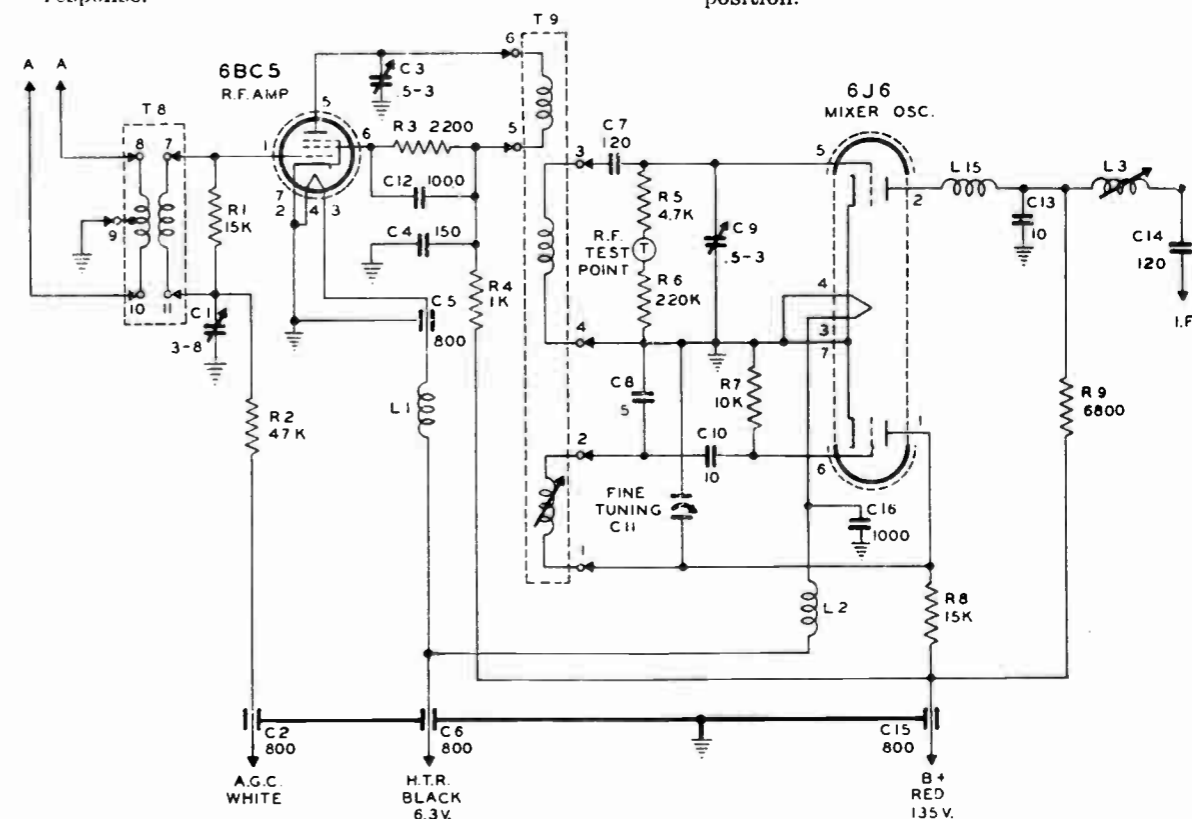 response.
position.
A A
T8
8 7
9
10 11
6BC5
R.F. AMP
5
1
6
7
2 4 3
R1
15K
C1
3-8
R2
47K
C3
.5-3
R3 2200
C12 1000
C4 150
C5
800
R4
1K
L1
T9
6
5
3
4
2
1
C7
120
R5
4.7K
R.F.
TEST
POINT
T
R6
220K
C9
.5-3
C8
5
R7
10K
C10
10
FINE
TUNING
C11
6J6
MIXER OSC.
5
2
4
3
7
6
1
L15
C13
10
L3
C14
120
I.F
R9
6800
C16
1000
L2
R8
15K
C2
800
C6
800
C15
800
A.G.C.
WHITE
H.T.R.
BLACK
6.3V.
B+
RED
135V.